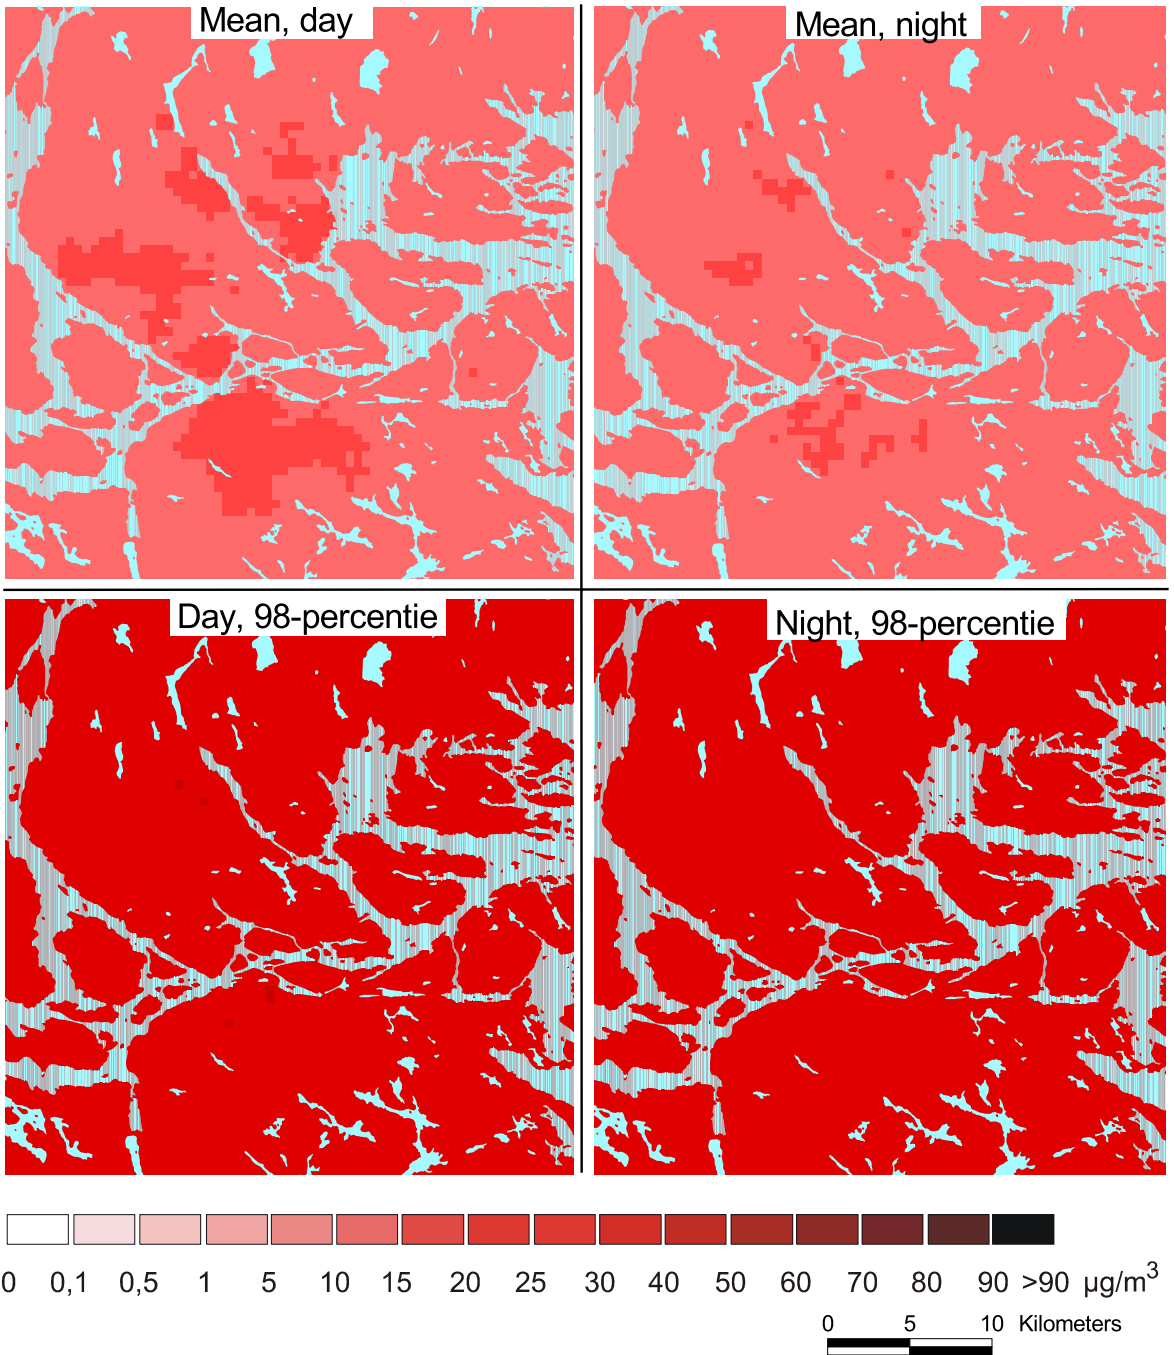 Mean, day
Mean, night
Day, 98-percentie
Night, 98-percentie
0 0,1 0,5 1 5 10 15 20 25 30 40 50 60 70 80 90 >90 µg/m³
0 5 10 Kilometers